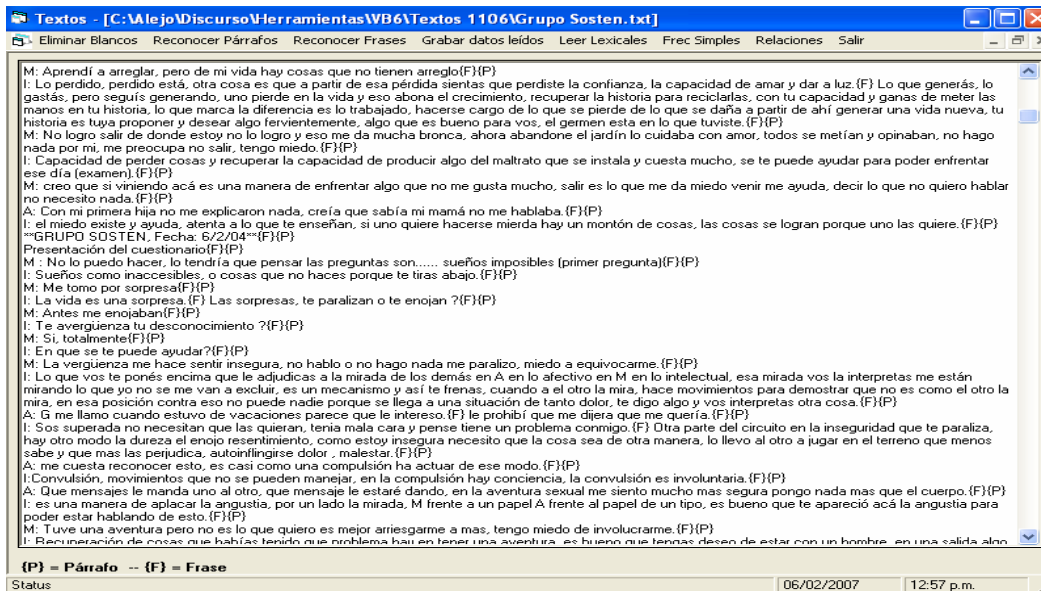 Textos - [C:\Alejo\Discurso\Herramientas\VB6\Textos 1106\Grupo Sosten.txt]
Eliminar Blancos Reconocer Párrafos Reconocer Frases Grabar datos leídos Leer Lexicales Frec Simples Relaciones Salir
M: Aprendí a arreglar, pero de mi vida hay cosas que no tienen arreglo{F}{P}
I: Lo perdido, perdido está, otra cosa es que a partir de esa pérdida sientas que perdiste la confianza, la capacidad de amar y dar a luz.{F} Lo que generás, lo
gastás, pero seguís generando, uno pierde en la vida y eso abona el crecimiento, recuperar la historia para reciclarlas, con tu capacidad y ganas de meter las
manos en tu historia, lo que marca la diferencia es lo trabajado, hacerse cargo de lo que se pierde de lo que se daña a partir de ahí generar una vida nueva, tu
historia es tuya proponer y desear algo fervientemente, algo que es bueno para vos, el germen esta en lo que tuviste.{F}{P}
M: No logro salir de donde estoy no lo logro y eso me da mucha bronca, ahora abandone el jardín lo cuidaba con amor, todos se metían y opinaban, no hago
nada por mi, me preocupa no salir, tengo miedo.{F}{P}
I: Capacidad de perder cosas y recuperar la capacidad de producir algo del maltrato que se instala y cuesta mucho, se te puede ayudar para poder enfrentar
ese día (examen).{F}{P}
M: creo que si viniendo acá es una manera de enfrentar algo que no me gusta mucho, salir es lo que me da miedo venir me ayuda, decir lo que no quiero hablar
no necesito nada.{F}{P}
A: Con mi primera hija no me explicaron nada, creía que sabía mi mamá no me hablaba.{F}{P}
I: el miedo existe y ayuda, atenta a lo que te enseñan, si uno quiere hacerse mierda hay un montón de cosas, las cosas se logran porque uno las quiere.{F}{P}
**GRUPO SOSTEN, Fecha: 6/2/04**{F}{P}
Presentación del cuestionario{F}{P}
M : No lo puedo hacer, lo tendría que pensar las preguntas son...... sueños imposibles (primer pregunta){F}{P}
I: Sueños como inaccesibles, o cosas que no haces porque te tiras abajo.{F}{P}
M: Me tomo por sorpresa{F}{P}
I: La vida es una sorpresa.{F} Las sorpresas, te paralizan o te enojan ?{F}{P}
M: Antes me enojaban{F}{P}
I: Te avergüenza tu desconocimiento ?{F}{P}
M: Si, totalmente{F}{P}
I: En que se te puede ayudar?{F}{P}
M: La vergüenza me hace sentir insegura, no hablo o no hago nada me paralizo, miedo a equivocarme.{F}{P}
I: Lo que vos te ponés encima que le adjudicas a la mirada de los demás en A en lo afectivo en M en lo intelectual, esa mirada vos la interpretas me están
mirando lo que yo no se me van a excluir, es un mecanismo y así te frenas, cuando a el otro la mira, hace movimientos para demostrar que no es como el otro la
mira, en esa posición contra eso no puede nadie porque se llega a una situación de tanto dolor, te digo algo y vos interpretas otra cosa.{F}{P}
A: G me llamo cuando estuvo de vacaciones parece que le intereso.{F} le prohibí que me dijera que me quería.{F}{P}
I: Sos superada no necesitan que las quieran, tenia mala cara y pense tiene un problema conmigo.{F} Otra parte del circuito en la inseguridad que te paraliza,
hay otro modo la dureza el enojo resentimiento, como estoy insegura necesito que la cosa sea de otra manera, lo llevo al otro a jugar en el terreno que menos
sabe y que mas las perjudica, autoinflingirse dolor , malestar.{F}{P}
A: me cuesta reconocer esto, es casi como una compulsión ha actuar de ese modo.{F}{P}
I:Convulsión, movimientos que no se pueden manejar, en la compulsión hay conciencia, la convulsión es involuntaria.{F}{P}
A: Que mensajes le manda uno al otro, que mensaje le estaré dando, en la aventura sexual me siento mucho mas segura pongo nada mas que el cuerpo.{F}{P}
I: es una manera de aplacar la angustia, por un lado la mirada, M frente a un papel A frente al papel de un tipo, es bueno que te apareció acá la angustia para
poder estar hablando de esto.{F}{P}
M: Tuve una aventura pero no es lo que quiero es mejor arriesgarme a mas, tengo miedo de involucrarme.{F}{P}
I: Recuperación de cosas que habías tenido que problema hay en tener una aventura, es bueno que tengas deseo de estar con un hombre, en una salida algo
{P} = Párrafo -- {F} = Frase
Status 06/02/2007 12:57 p.m.